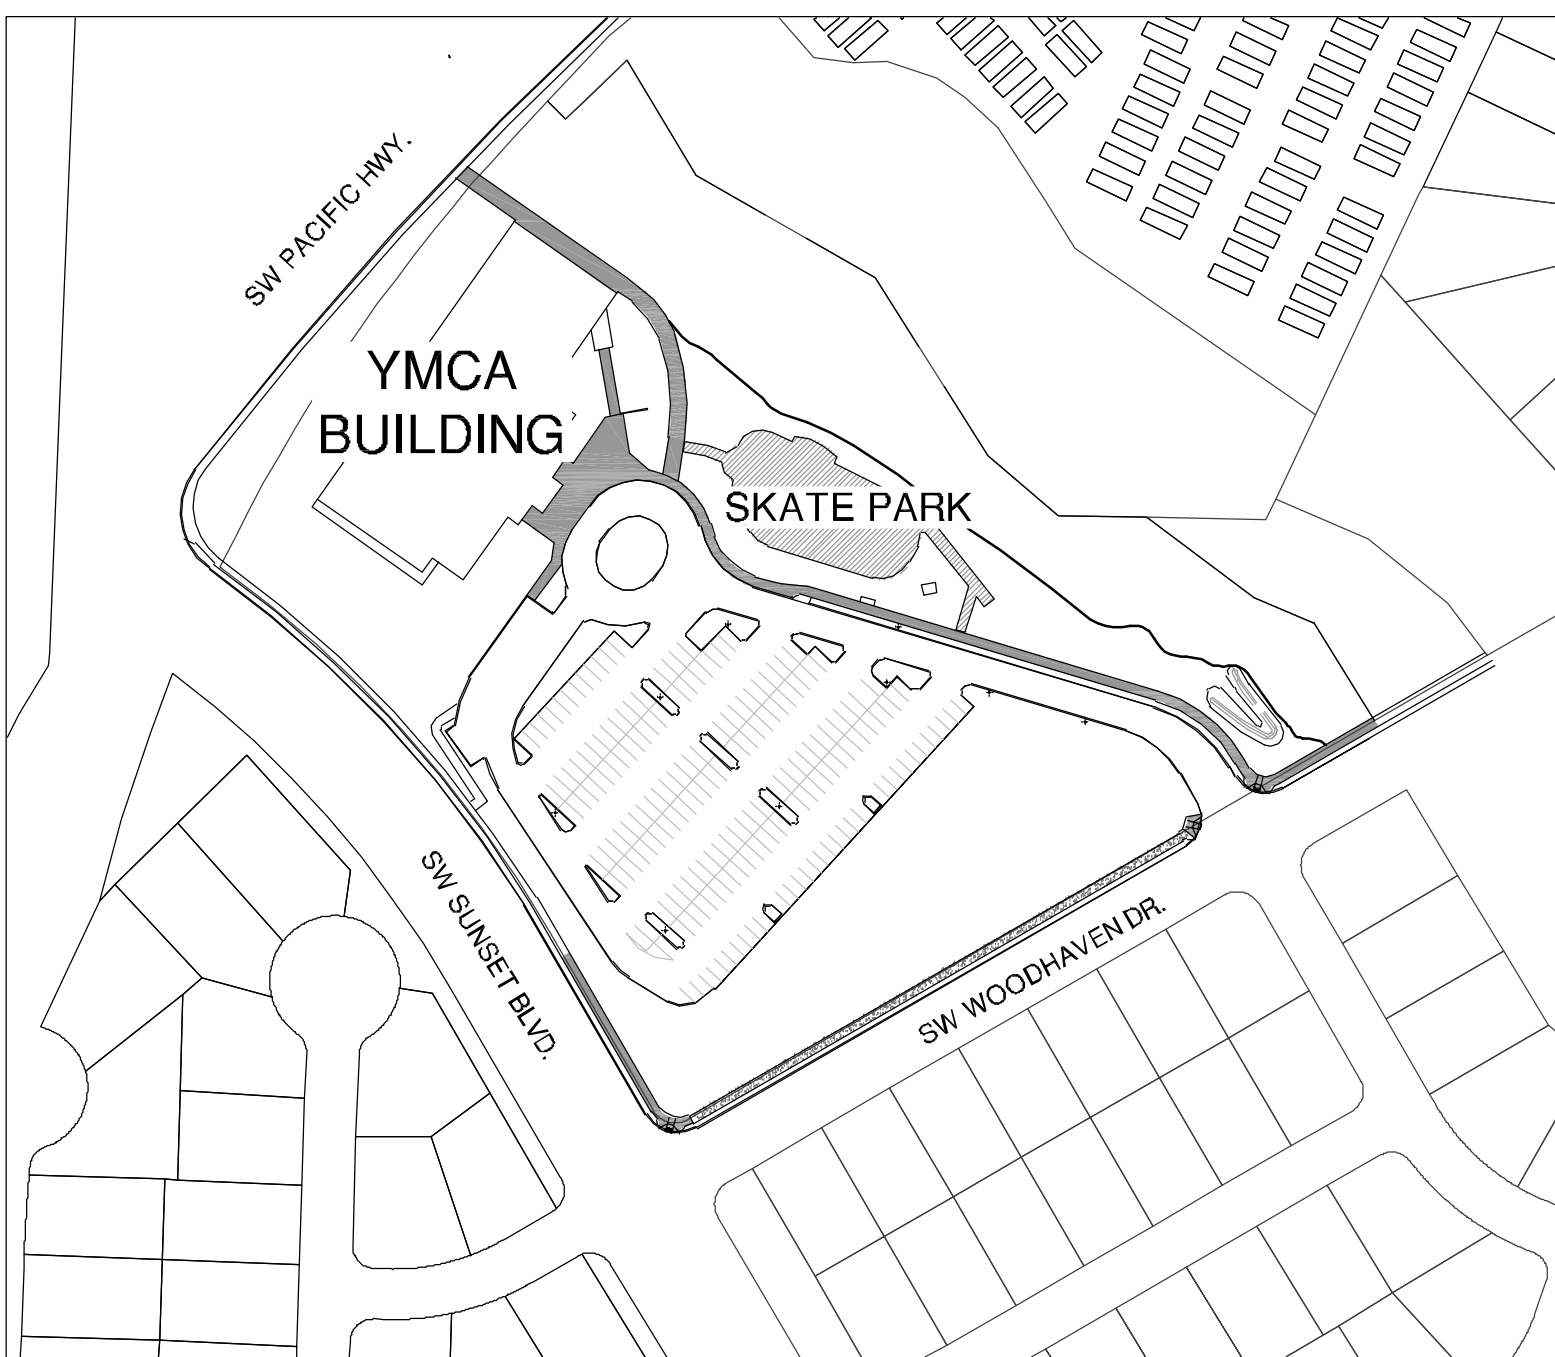 SW PACIFIC HWY.
YMCA
BUILDING
SKATE PARK
SW SUNSET BLVD.
SW WOODHAVEN DR.